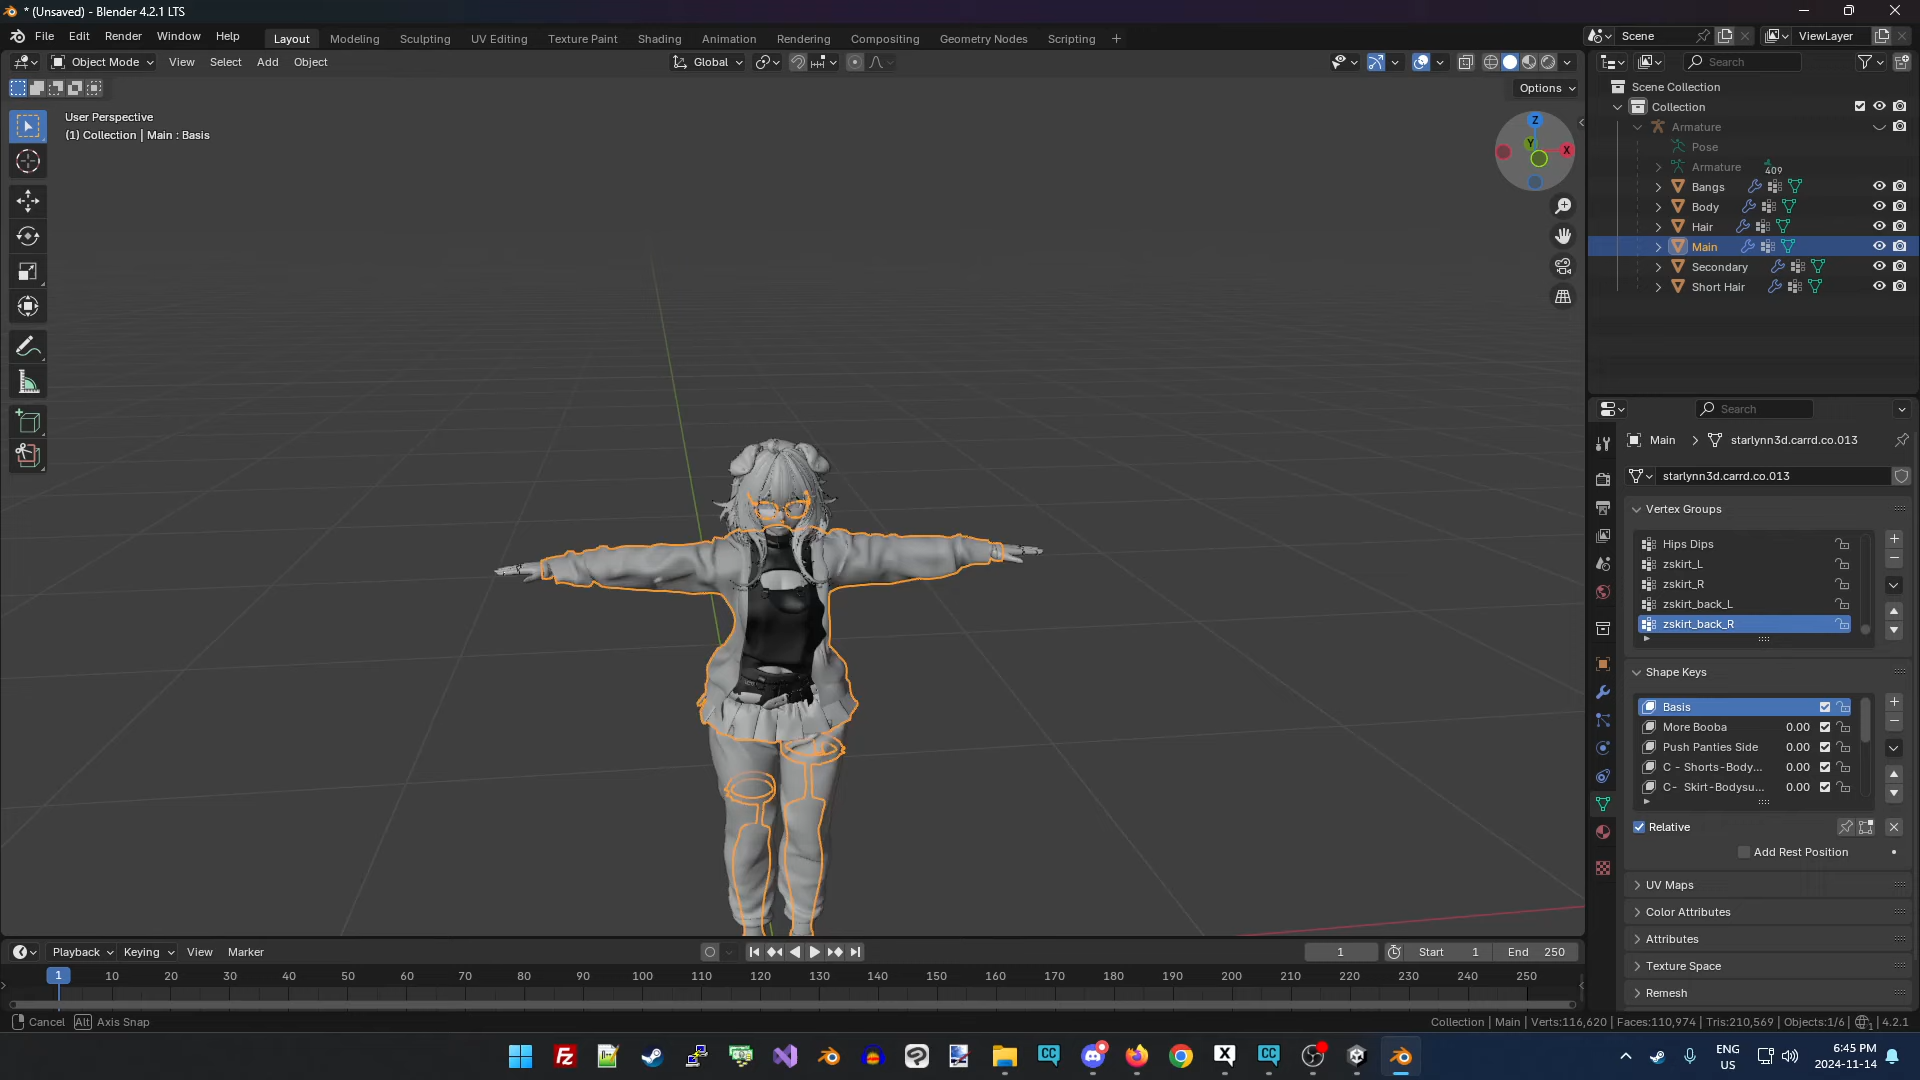 * (Unsaved) - Blender 4.2.1 LTS
File Edit Render Window Help
Layout Modeling Sculpting UV Editing Texture Paint Shading Animation Rendering Compositing Geometry Nodes Scripting +
Scene
ViewLayer
Object Mode View Select Add Object
Global
Search
Options
User Perspective
(1) Collection | Main : Basis
Z
Y
X
Scene Collection
Collection
Armature
Pose
Armature 409
Bangs
Body
Hair
Main
Secondary
Short Hair
Search
Main > starlynn3d.carrd.co.013
starlynn3d.carrd.co.013
Vertex Groups
Hips Dips
zskirt_L
zskirt_R
zskirt_back_L
zskirt_back_R
Shape Keys
Basis
More Booba 0.00
Push Panties Side 0.00
C - Shorts-Body... 0.00
C- Skirt-Bodysu... 0.00
Relative
Add Rest Position
UV Maps
Color Attributes
Attributes
Texture Space
Remesh
Playback Keying View Marker
1 Start 1 End 250
1 10 20 30 40 50 60 70 80 90 100 110 120 130 140 150 160 170 180 190 200 210 220 230 240 250
Cancel Alt Axis Snap
Collection | Main | Verts:116,620 | Faces:110,974 | Tris:210,569 | Objects:1/6 | 4.2.1
ENG
US
6:45 PM
2024-11-14